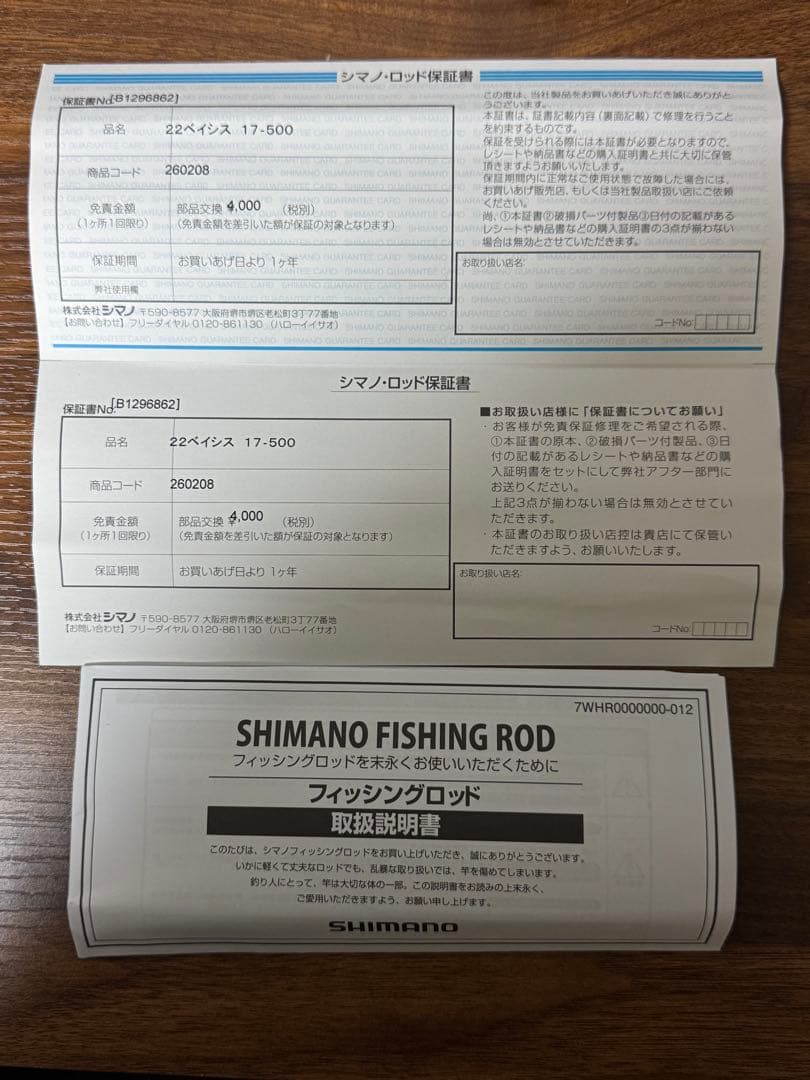 シマノ・ロッド保証書
保証書No.[B1296862]
品名 22ベイシス 17-500
商品コード 260208
免責金額 部品交換 ¥4,000 (税別)
(1ヶ所1回限り) (免責金額を差引いた額が保証の対象となります)
保証期間 お買いあげ日より 1ヶ年
弊社使用欄
株式会社シマノ 〒590-8577 大阪府堺市堺区老松町3丁77番地
【お問い合わせ】フリーダイヤル 0120-861130 (ハローイイサオ)
この度は、当社製品をお買いあげいただき誠にありがと
うございます。
本証書は、証書記載内容(裏面記載)で修理を行うこと
を約束するものです。
保証を受けられる際には本証書が必要となりますので、
レシートや納品書などの購入証明書と共に大切に保管
頂きますようお願いいたします。
保証期間内に正常なご使用状態で故障した場合には、
お買いあげ販売店、もしくは当社製品取扱い店にご依頼
ください。
尚、①本証書②破損パーツ付製品③日付の記載がある
レシートや納品書などの購入証明書の3点が揃わない
場合は無効とさせていただきます。
お取り扱い店名:
コードNo.
シマノ・ロッド保証書
保証書No.[B1296862]
品名 22ベイシス 17-500
商品コード 260208
免責金額 部品交換 ¥4,000 (税別)
(1ヶ所1回限り) (免責金額を差引いた額が保証の対象となります)
保証期間 お買いあげ日より 1ヶ年
株式会社シマノ 〒590-8577 大阪府堺市堺区老松町3丁77番地
【お問い合わせ】フリーダイヤル 0120-861130 (ハローイイサオ)
■お取扱い店様に「保証書についてお願い」
・お客様が免責保証修理をご希望される際、
①本証書の原本、②破損パーツ付製品、③日
付の記載があるレシートや納品書などの購
入証明書をセットにして弊社アフター部門に
お送りください。
上記3点が揃わない場合は無効とさせてい
ただきます。
・本証書のお取り扱い店控は貴店にて保管い
ただきますよう、お願いいたします。
お取り扱い店名:
コードNo.
7WHR0000000-012
SHIMANO FISHING ROD
フィッシングロッドを末永くお使いいただくために
フィッシングロッド
取扱説明書
このたびは、シマノフィッシングロッドをお買い上げいただき、誠にありがとうございます。
いかに軽くて丈夫なロッドでも、乱暴な取り扱いでは、竿を傷めてしまいます。
釣り人にとって、竿は大切な体の一部。この説明書をお読みの上末永く、
ご愛用いただきますよう、お願い申し上げます。
SHIMANO